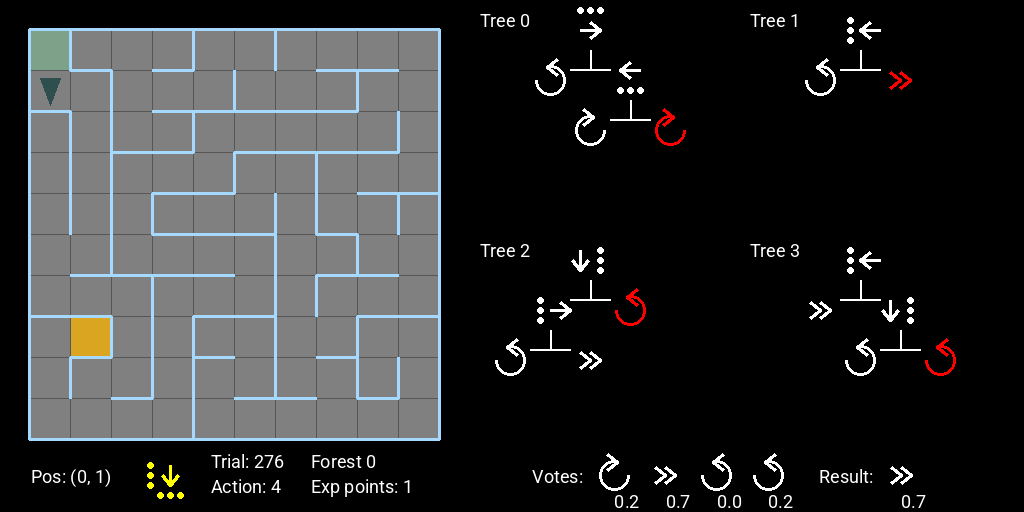 Tree 0
Tree 1
Tree 2
Tree 3
Pos: (0, 1)
Trial: 276
Forest 0
Action: 4
Exp points: 1
Votes:
0.2
0.7
0.0
0.2
Result:
0.7